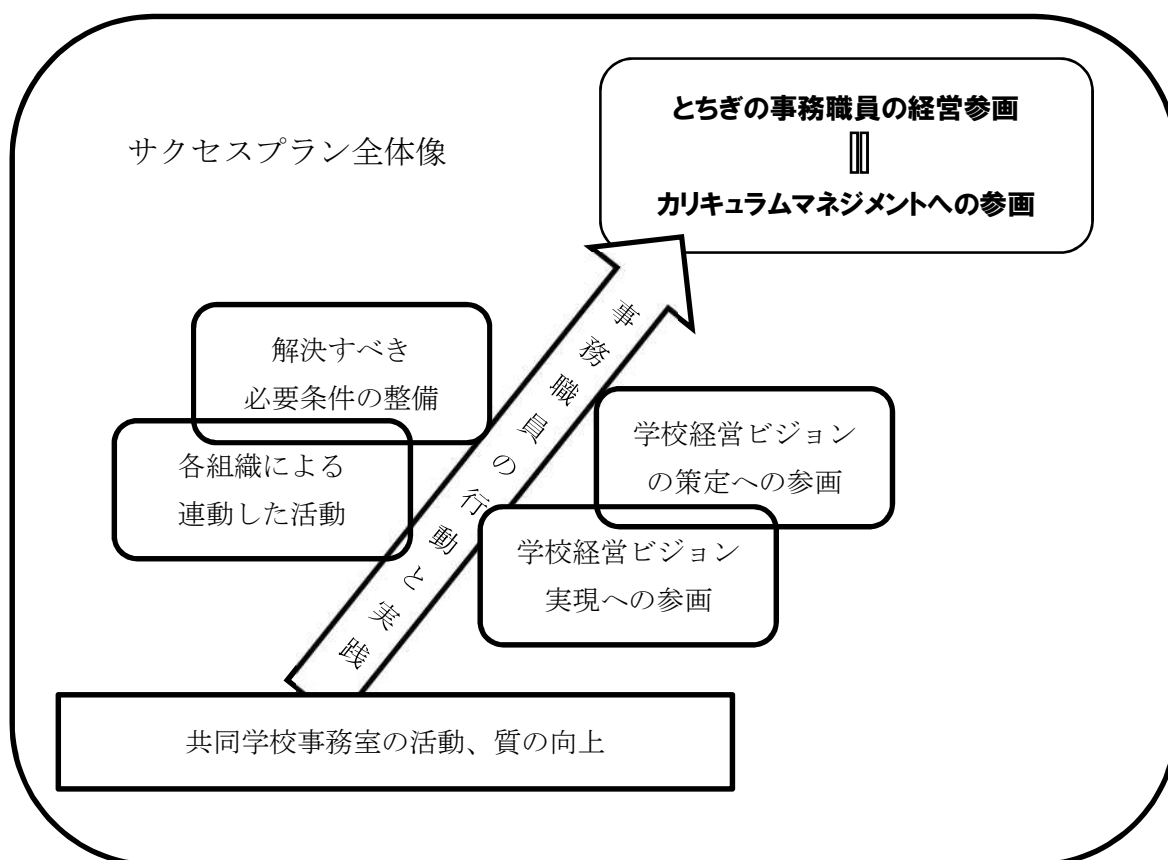 とちぎの事務職員の経営参画
サクセスプラン全体像
カリキュラムマネジメントへの参画
事務職員の行動と実践
解決すべき
必要条件の整備
各組織による
連動した活動
学校経営ビジョン
の策定への参画
学校経営ビジョン
実現への参画
共同学校事務室の活動、質の向上